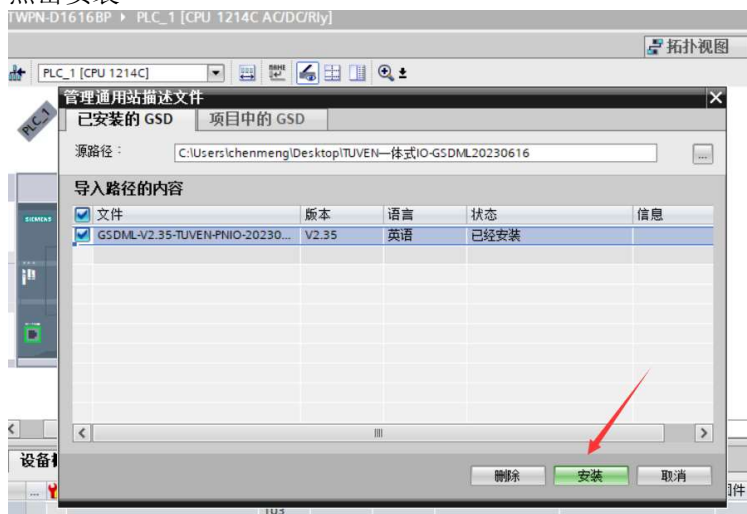 TWPN-D1616BP ▸ PLC_1 [CPU 1214C AC/DC/Rly]
拓扑视图
PLC_1 [CPU 1214C]
管理通用站描述文件
PLC_1
已安装的 GSD 项目中的 GSD
源路径: C:\Users\chenmeng\Desktop\TUVEN一体式IO-GSDML20230616 ...
导入路径的内容
文件 版本 语言 状态 信息
SIEMENS
GSDML-V2.35-TUVEN-PNIO-20230... V2.35 英语 已经安装
删除 安装 取消